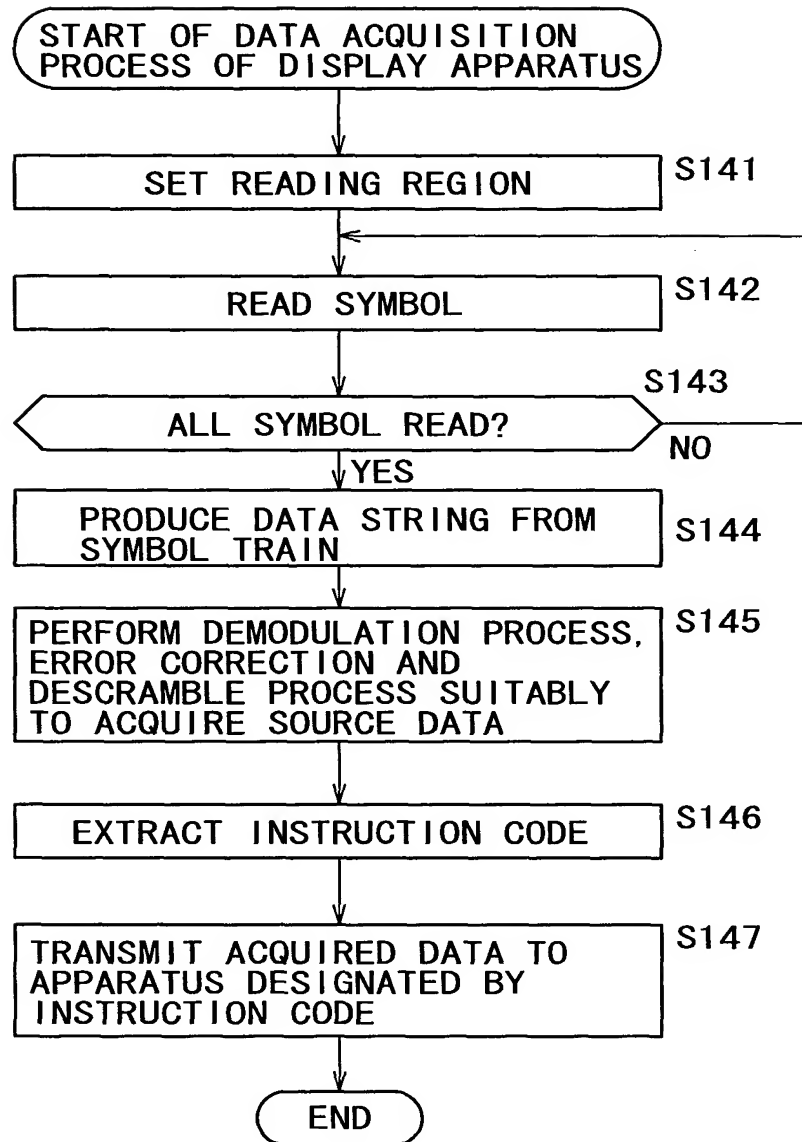 START OF DATA ACQUISITION
PROCESS OF DISPLAY APPARATUS
S141
SET READING REGION
S142
READ SYMBOL
S143
ALL SYMBOL READ?
NO
YES
PRODUCE DATA STRING FROM
SYMBOL TRAIN
S144
S145
PERFORM DEMODULATION PROCESS,
ERROR CORRECTION AND
DESCRAMBLE PROCESS SUITABLY
TO ACQUIRE SOURCE DATA
S146
EXTRACT INSTRUCTION CODE
S147
TRANSMIT ACQUIRED DATA TO
APPARATUS DESIGNATED BY
INSTRUCTION CODE
END